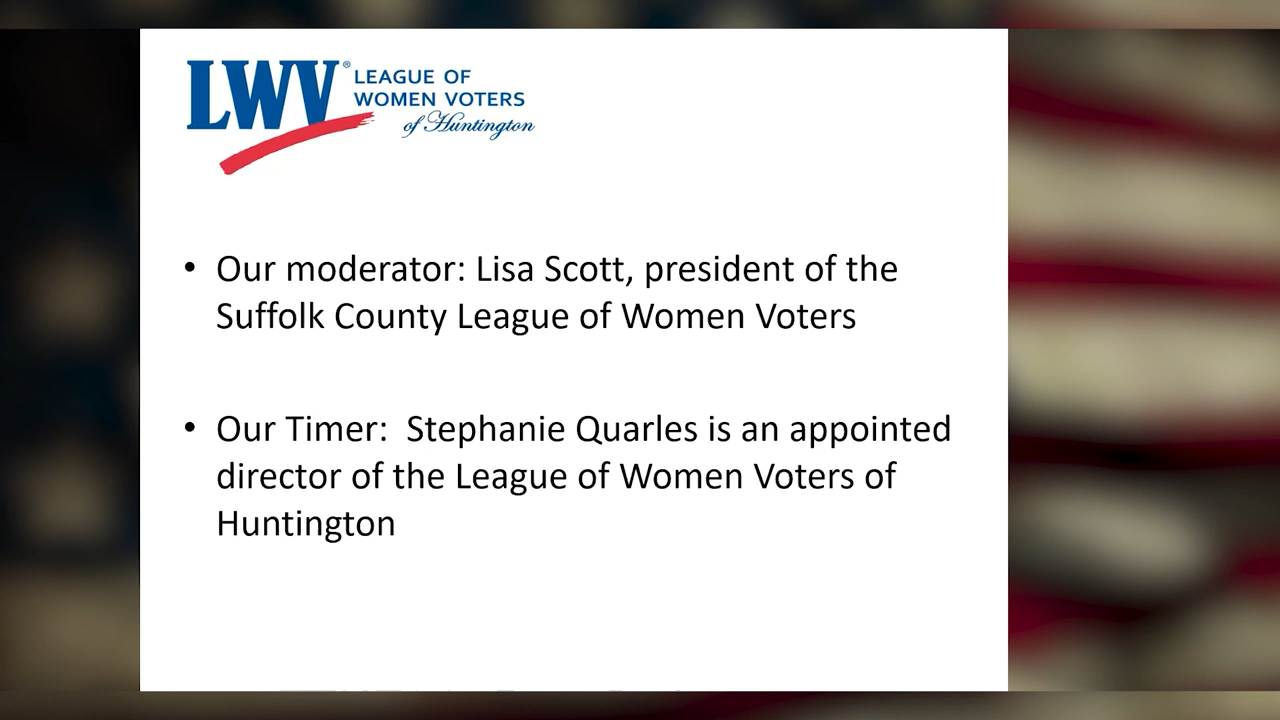 LWV® LEAGUE OF
WOMEN VOTERS
of Huntington
• Our moderator: Lisa Scott, president of the
Suffolk County League of Women Voters
• Our Timer:  Stephanie Quarles is an appointed
director of the League of Women Voters of
Huntington